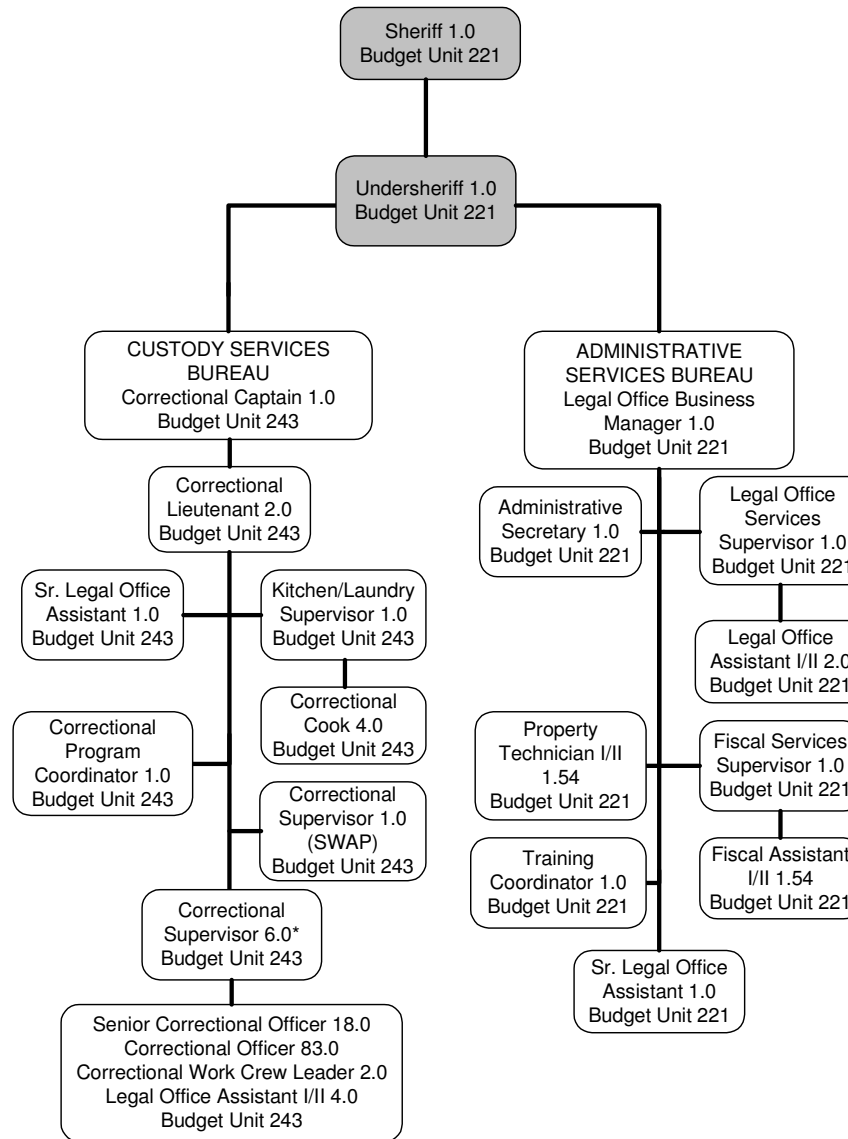 Sheriff 1.0
Budget Unit 221
Undersheriff 1.0
Budget Unit 221
CUSTODY SERVICES
BUREAU
Correctional Captain 1.0
Budget Unit 243
Correctional
Lieutenant 2.0
Budget Unit 243
Sr. Legal Office
Assistant 1.0
Budget Unit 243
Kitchen/Laundry
Supervisor 1.0
Budget Unit 243
Correctional
Cook 4.0
Budget Unit 243
Correctional
Program
Coordinator 1.0
Budget Unit 243
Correctional
Supervisor 1.0
(SWAP)
Budget Unit 243
Correctional
Supervisor 6.0*
Budget Unit 243
Senior Correctional Officer 18.0
Correctional Officer 83.0
Correctional Work Crew Leader 2.0
Legal Office Assistant I/II 4.0
Budget Unit 243
ADMINISTRATIVE
SERVICES BUREAU
Legal Office Business
Manager 1.0
Budget Unit 221
Administrative
Secretary 1.0
Budget Unit 221
Legal Office
Services
Supervisor 1.0
Budget Unit 221
Legal Office
Assistant I/II 2.0
Budget Unit 221
Property
Technician I/II
1.54
Budget Unit 221
Fiscal Services
Supervisor 1.0
Budget Unit 221
Training
Coordinator 1.0
Budget Unit 221
Fiscal Assistant
I/II 1.54
Budget Unit 221
Sr. Legal Office
Assistant 1.0
Budget Unit 221